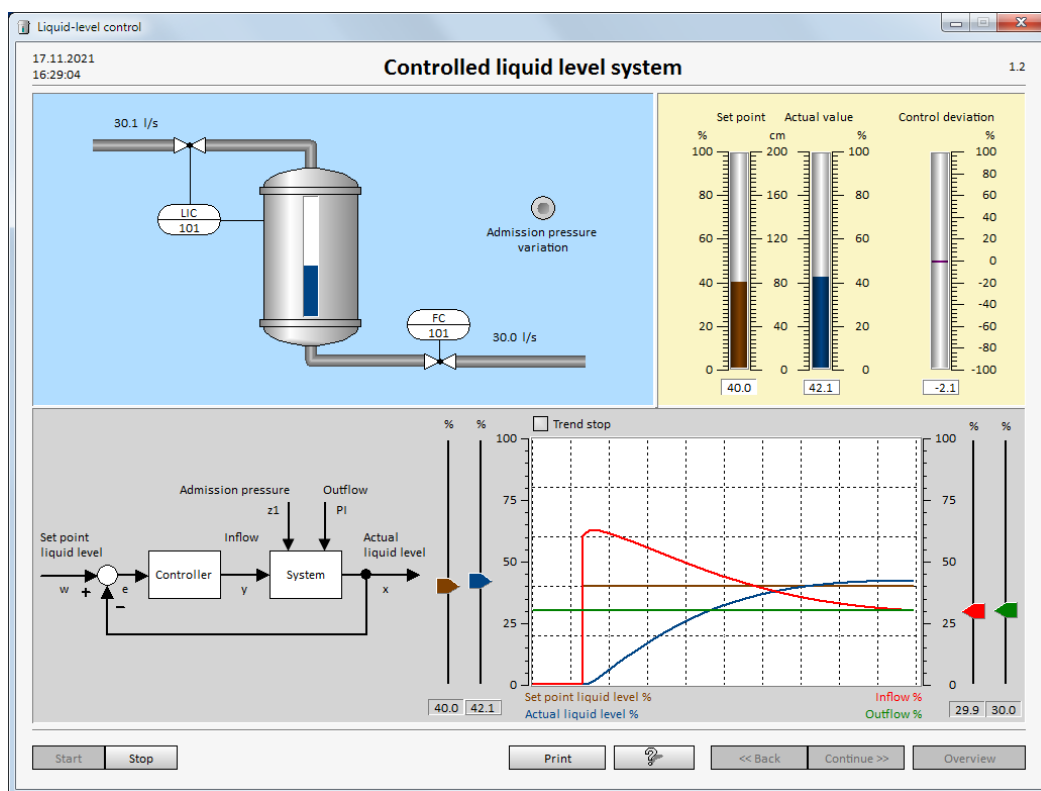 Liquid-level control
17.11.2021
16:29:04
Controlled liquid level system
1.2
30.1 l/s
LIC
101
Admission pressure
variation
FC
101
30.0 l/s
Set point Actual value Control deviation
% cm % %
100 200 100 100
80 160 80 80
60
60 120 60 40
20
0
40 80 40 -20
-40
20 40 20 -60
-80
0 0 0 -100
40.0 42.1 -2.1
% % Trend stop % %
100 100
75 75
50 50
25 25
0 0
Admission pressure Outflow
z1 PI
Set point Inflow Actual
liquid level liquid level
Controller System
w + e y x
−
40.0 42.1
Set point liquid level % Inflow %
Actual liquid level % Outflow %
29.9 30.0
Start Stop Print ? << Back Continue >> Overview